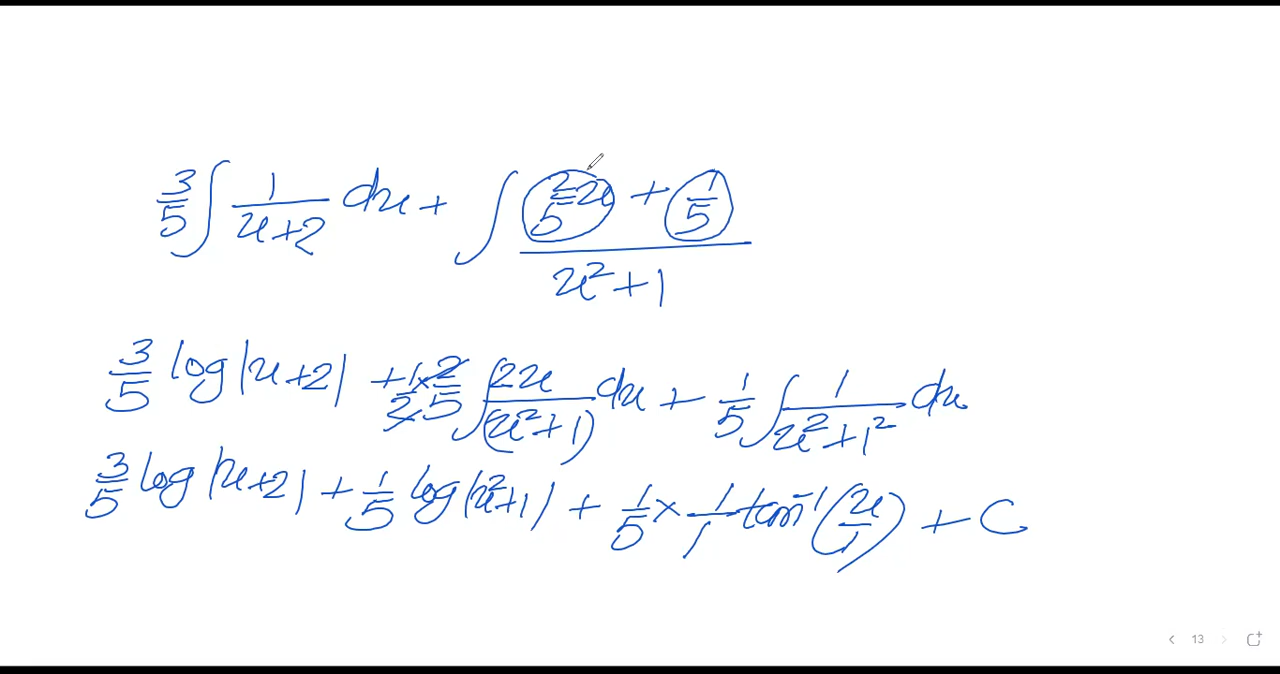 3/5 ∫ 1/(x+2) dx + ∫ (2/5 x + 1/5)/(x²+1)
3/5 log|x+2| + 1/2 × 2/5 ∫ 2x/(x²+1) dx + 1/5 ∫ 1/(x²+1²) dx
3/5 log|x+2| + 1/5 log|x²+1| + 1/5 × 1/1 tan⁻¹(x/1) + C
13